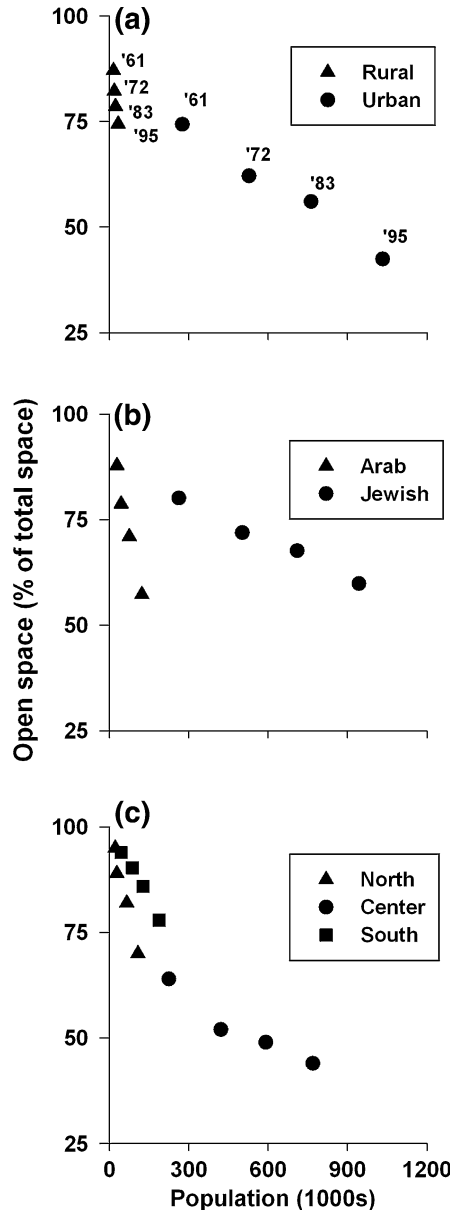 Open space (% of total space)
(a)
100
75
50
25
'61
'72
'83
'95
'61
'72
'83
'95
Rural
Urban
(b)
100
75
50
25
Arab
Jewish
(c)
100
75
50
25
North
Center
South
0 300 600 900 1200
Population (1000s)